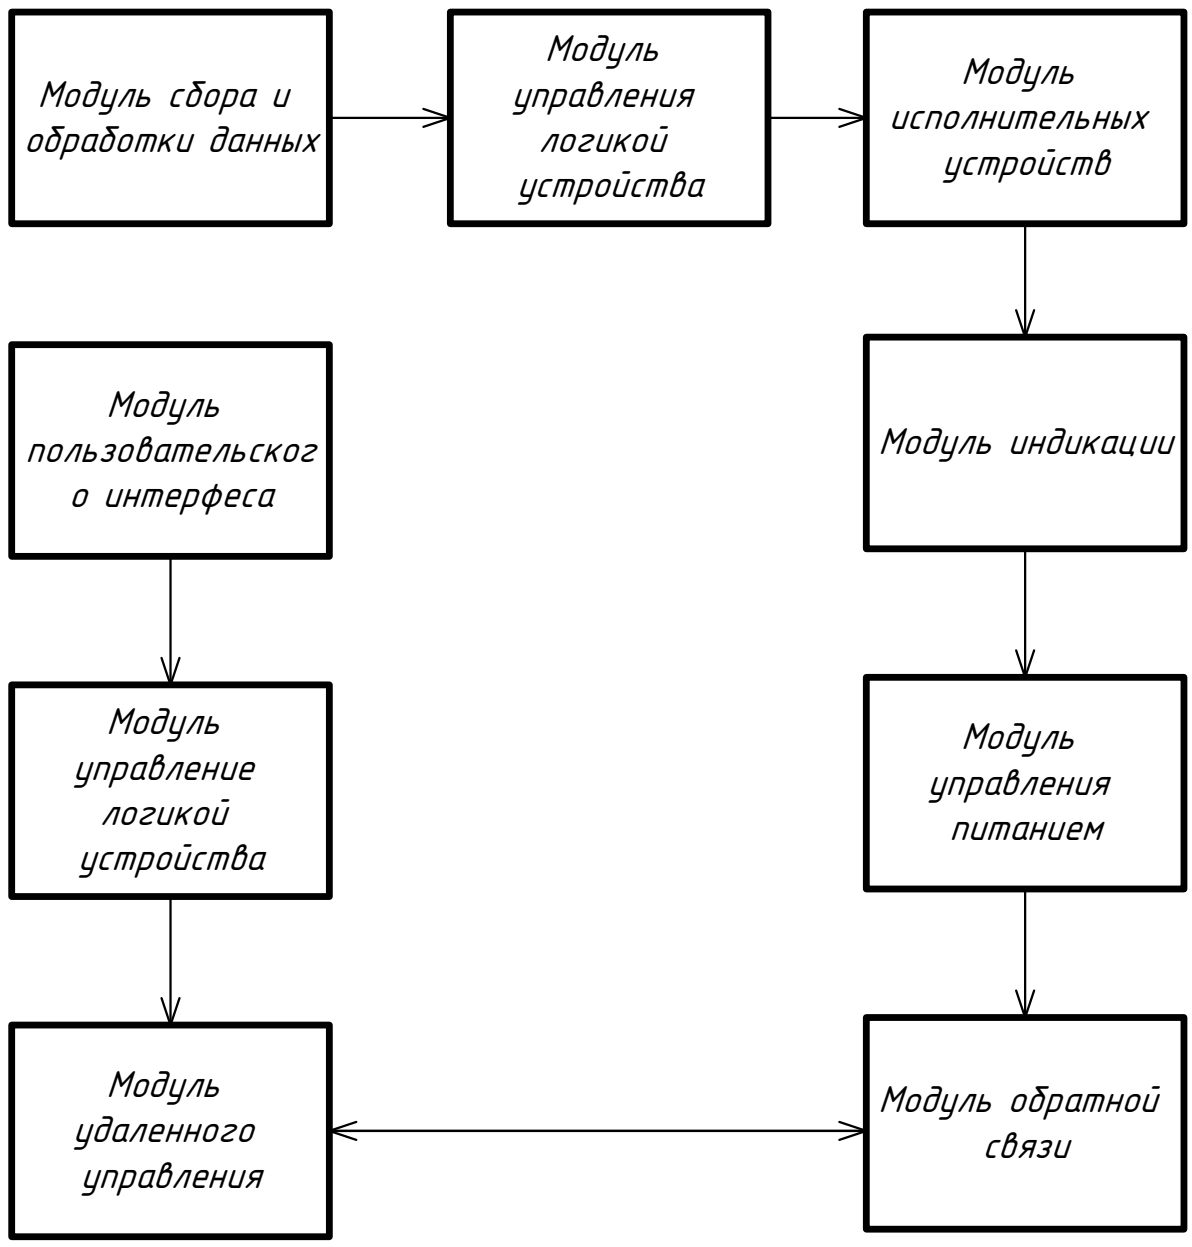 Модуль сбора и
обработки данных
Модуль
управления
логикой
устройства
Модуль
исполнительных
устройств
Модуль
пользовательског
о интерфеса
Модуль индикации
Модуль
управление
логикой
устройства
Модуль
управления
питанием
Модуль
удаленного
управления
Модуль обратной
связи